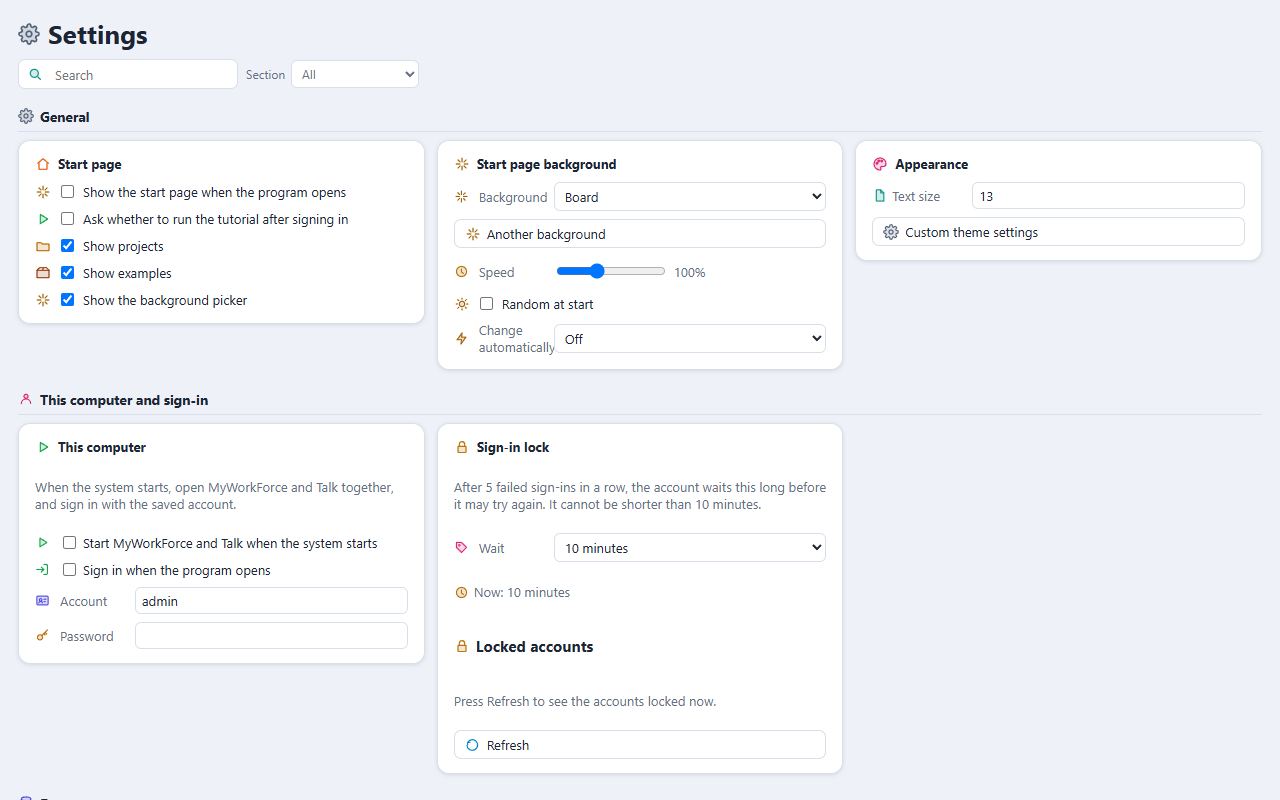 Settings
Search
Section
All
General
Start page
Show the start page when the program opens
Ask whether to run the tutorial after signing in
Show projects
Show examples
Show the background picker
Start page background
Background
Board
Another background
Speed
100%
Random at start
Change
automatically
Off
Appearance
Text size
13
Custom theme settings
This computer and sign-in
This computer
When the system starts, open MyWorkForce and Talk together,
and sign in with the saved account.
Start MyWorkForce and Talk when the system starts
Sign in when the program opens
Account
admin
Password
Sign-in lock
After 5 failed sign-ins in a row, the account waits this long before
it may try again. It cannot be shorter than 10 minutes.
Wait
10 minutes
Now: 10 minutes
Locked accounts
Press Refresh to see the accounts locked now.
Refresh